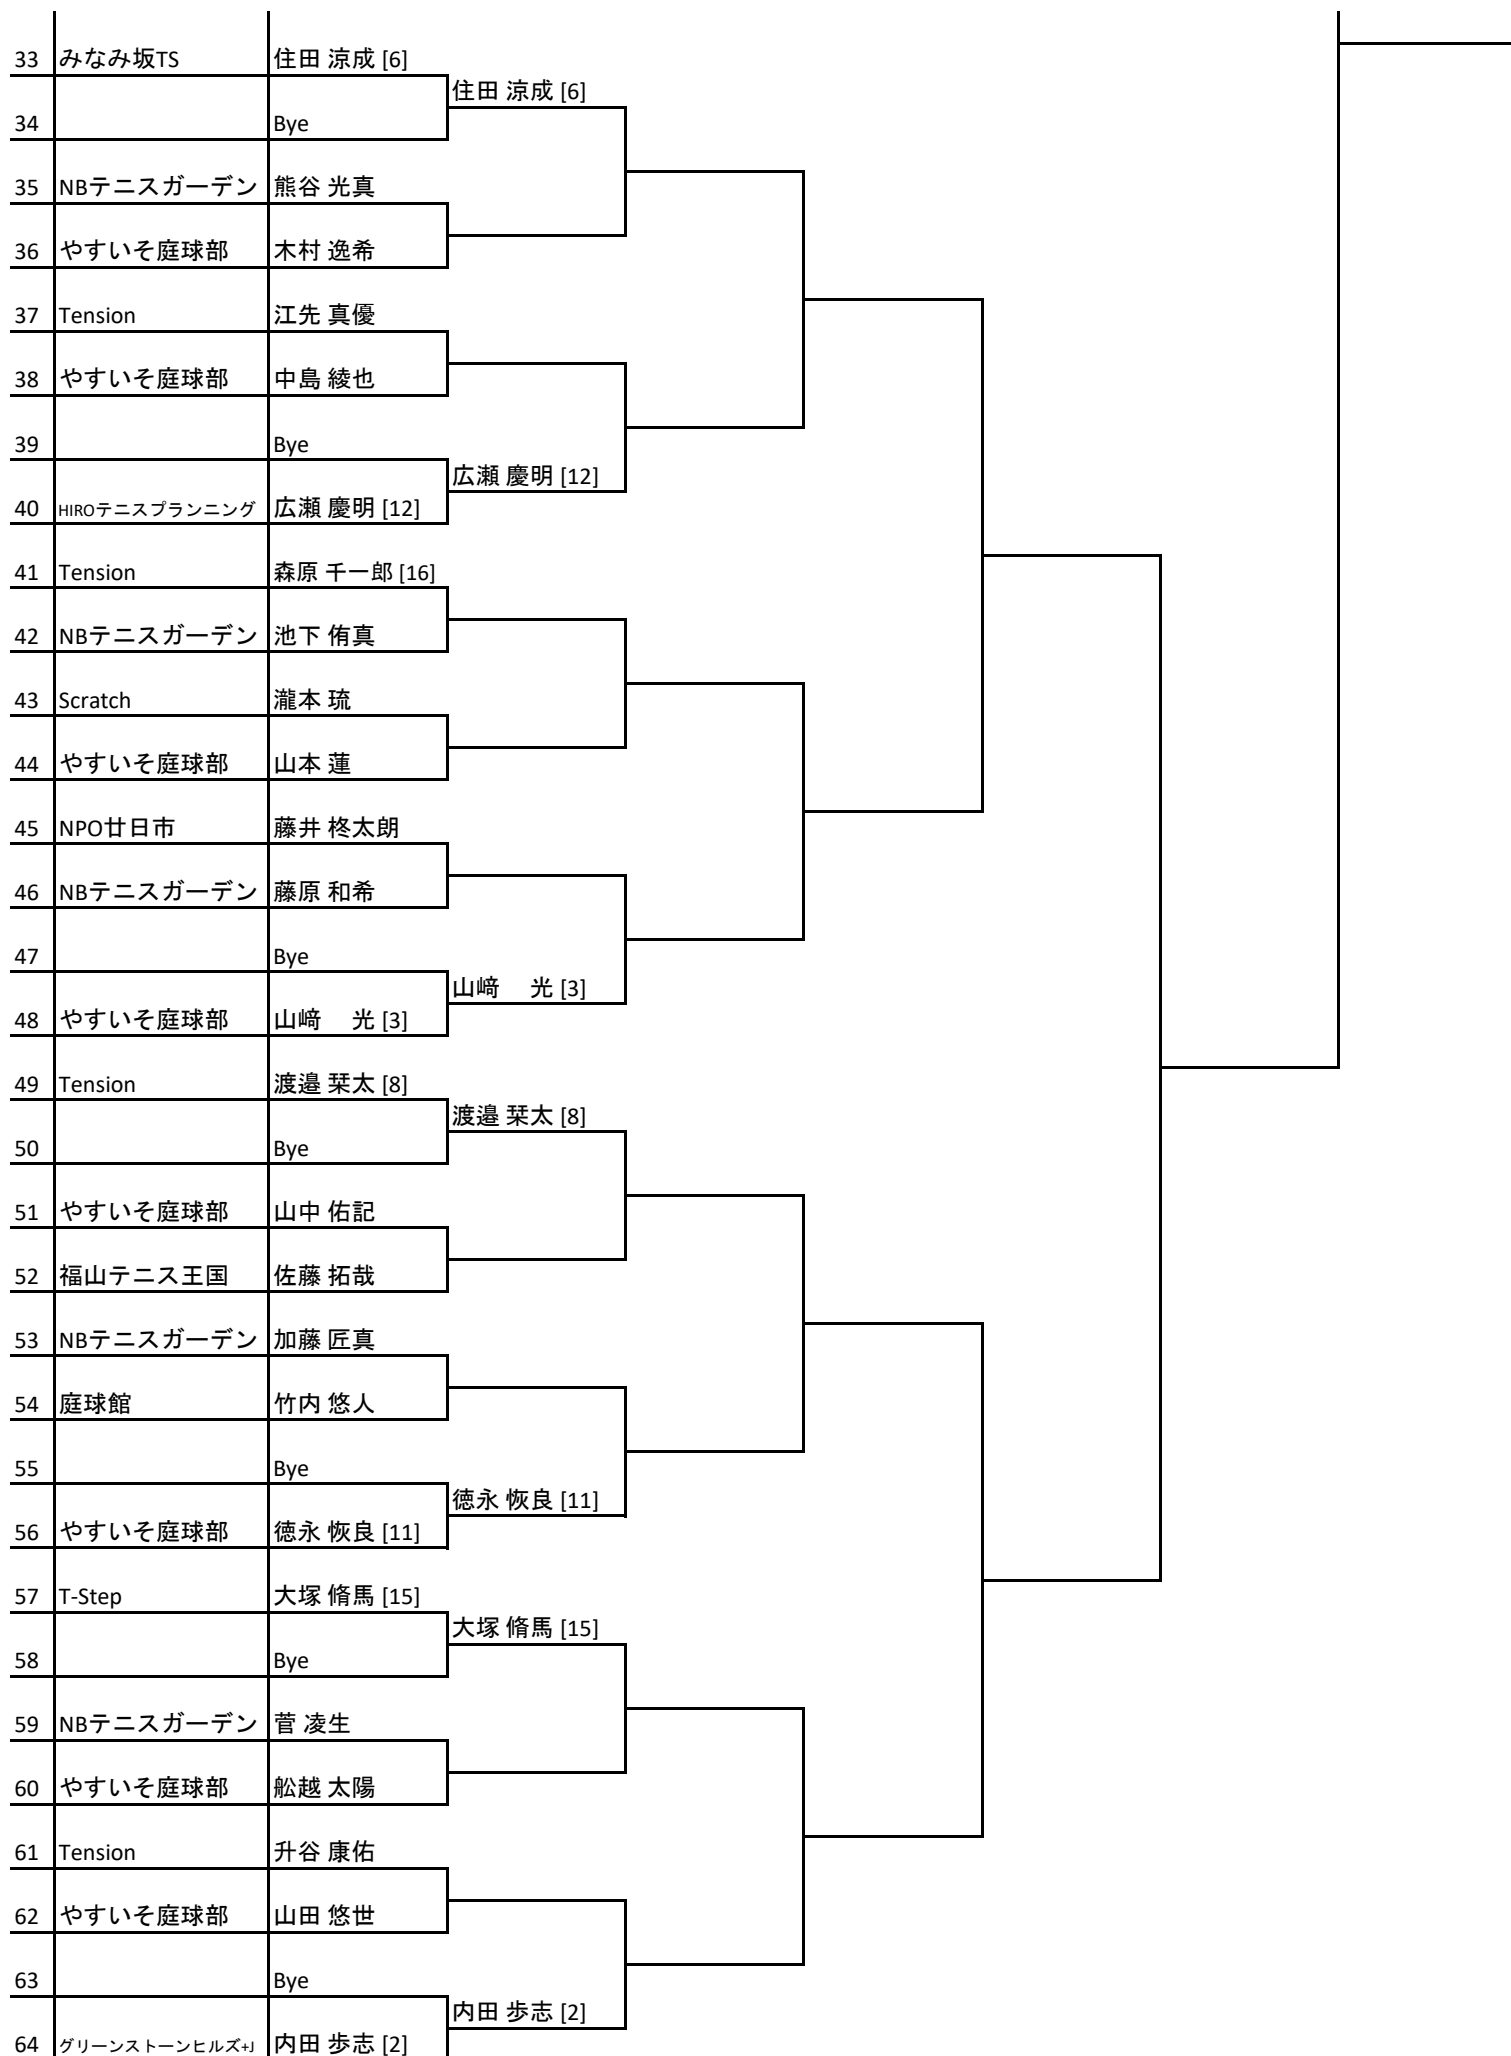 33 みなみ坂TS 住田 涼成 [6]
住田 涼成 [6]
34 Bye
35 NBテニスガーデン 熊谷 光真
36 やすいそ庭球部 木村 逸希
37 Tension 江先 真優
38 やすいそ庭球部 中島 綾也
39 Bye
広瀬 慶明 [12]
40 HIROテニスプランニング 広瀬 慶明 [12]
41 Tension 森原 千一郎 [16]
42 NBテニスガーデン 池下 侑真
43 Scratch 瀧本 琉
44 やすいそ庭球部 山本 蓮
45 NPO廿日市 藤井 柊太朗
46 NBテニスガーデン 藤原 和希
47 Bye
山﨑　光 [3]
48 やすいそ庭球部 山﨑　光 [3]
49 Tension 渡邉 栞太 [8]
渡邉 栞太 [8]
50 Bye
51 やすいそ庭球部 山中 佑記
52 福山テニス王国 佐藤 拓哉
53 NBテニスガーデン 加藤 匠真
54 庭球館 竹内 悠人
55 Bye
徳永 恢良 [11]
56 やすいそ庭球部 徳永 恢良 [11]
57 T-Step 大塚 脩馬 [15]
大塚 脩馬 [15]
58 Bye
59 NBテニスガーデン 菅 凌生
60 やすいそ庭球部 舩越 太陽
61 Tension 升谷 康佑
62 やすいそ庭球部 山田 悠世
63 Bye
内田 歩志 [2]
64 グリーンストーンヒルズ+J 内田 歩志 [2]